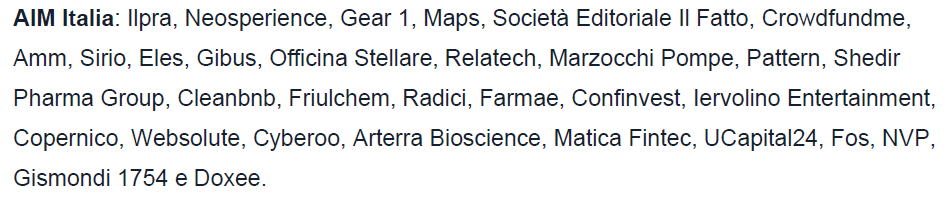 AIM Italia: Ilpra, Neosperience, Gear 1, Maps, Società Editoriale Il Fatto, Crowdfundme,
Amm, Sirio, Eles, Gibus, Officina Stellare, Relatech, Marzocchi Pompe, Pattern, Shedir
Pharma Group, Cleanbnb, Friulchem, Radici, Farmae, Confinvest, Iervolino Entertainment,
Copernico, Websolute, Cyberoo, Arterra Bioscience, Matica Fintec, UCapital24, Fos, NVP,
Gismondi 1754 e Doxee.